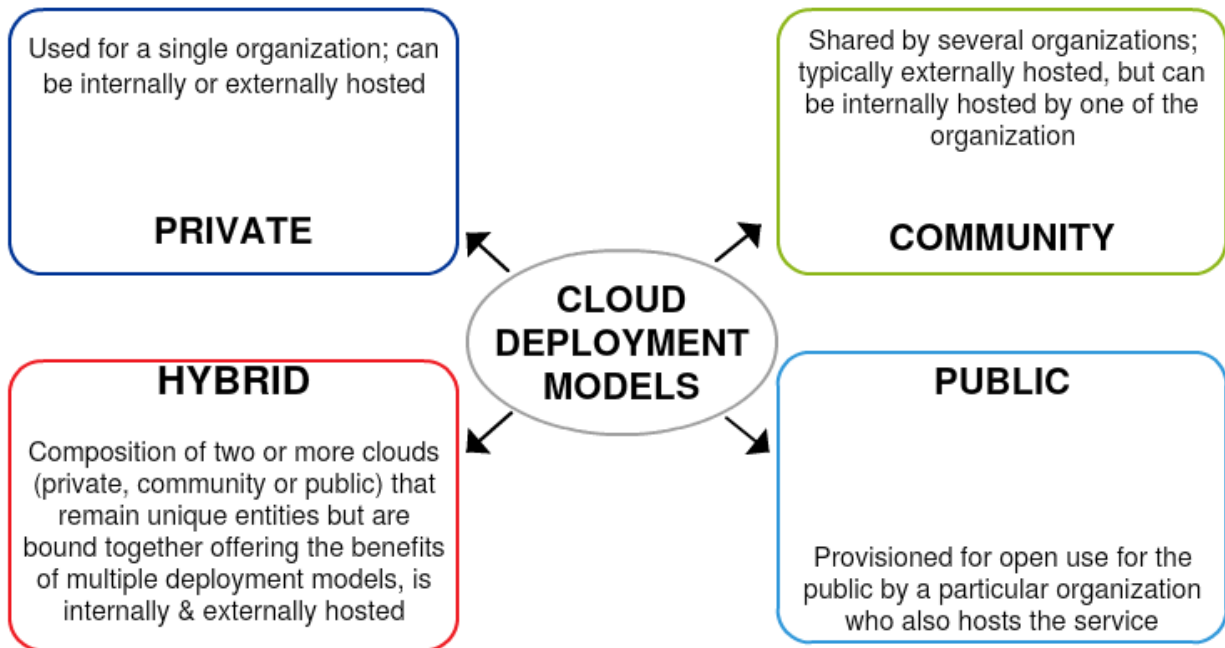 Used for a single organization; can
be internally or externally hosted
PRIVATE
Shared by several organizations;
typically externally hosted, but can
be internally hosted by one of the
organization
COMMUNITY
CLOUD
DEPLOYMENT
MODELS
HYBRID
Composition of two or more clouds
(private, community or public) that
remain unique entities but are
bound together offering the benefits
of multiple deployment models, is
internally & externally hosted
PUBLIC
Provisioned for open use for the
public by a particular organization
who also hosts the service